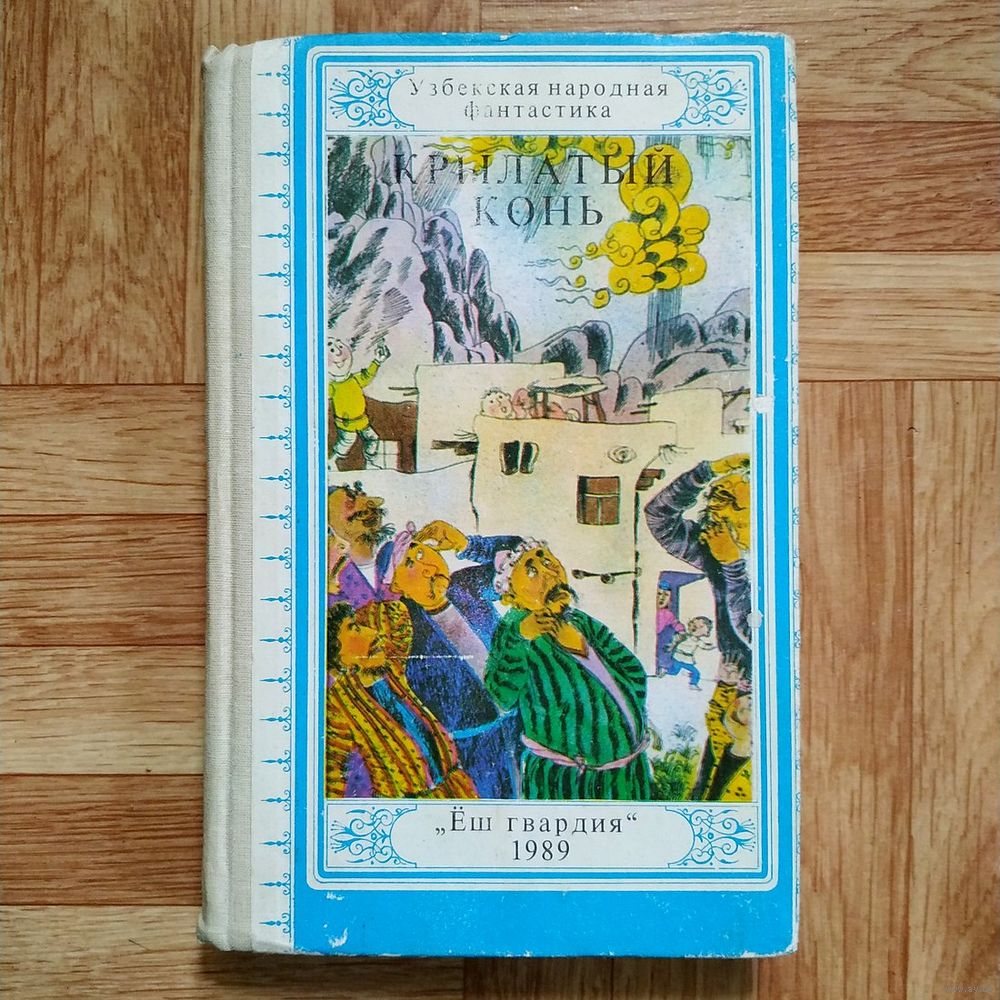 Узбекская народная
фантастика
КРЫЛАТЫЙ
КОНЬ
„Ёш гвардия“
1989